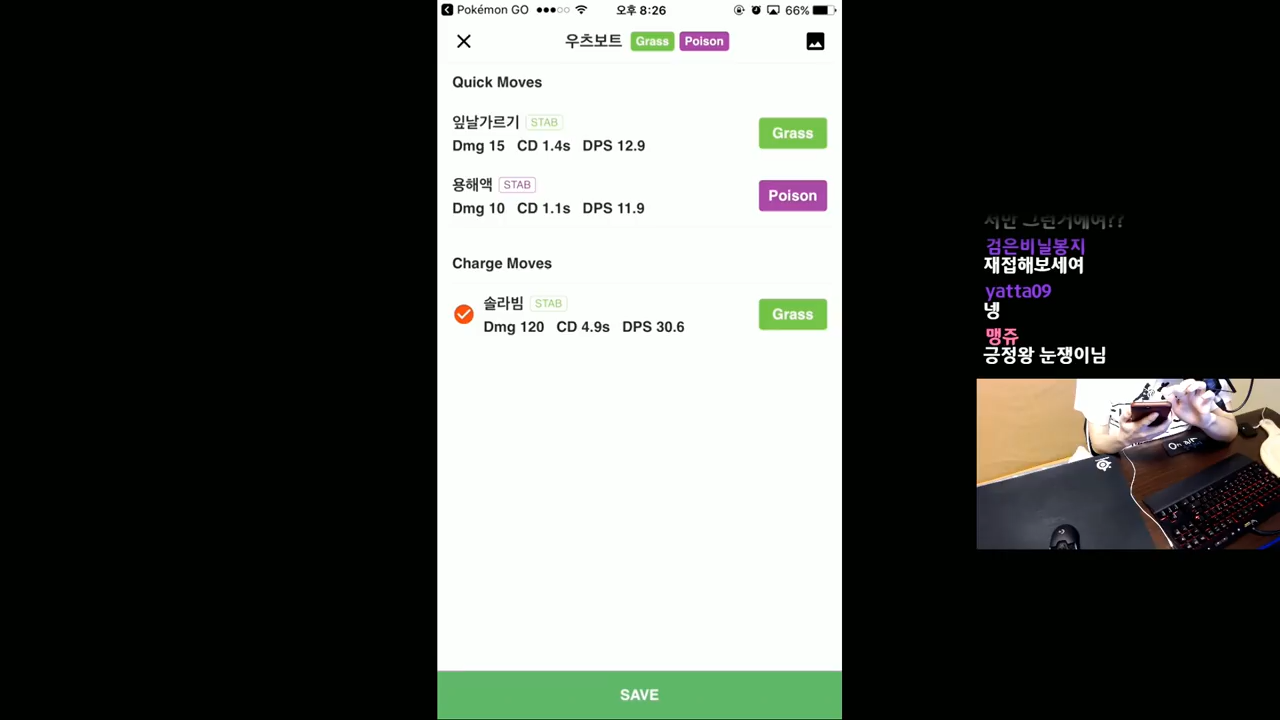 Pokémon GO 오후 8:26 66%
우츠보트 Grass Poison
Quick Moves
잎날가르기 STAB
Dmg 15 CD 1.4s DPS 12.9
Grass
용해액 STAB
Dmg 10 CD 1.1s DPS 11.9
Poison
Charge Moves
솔라빔 STAB
Dmg 120 CD 4.9s DPS 30.6
Grass
SAVE
검은비닐봉지
재접해보세여
yatta09
넹
맹쥬
긍정왕 눈쟁이님